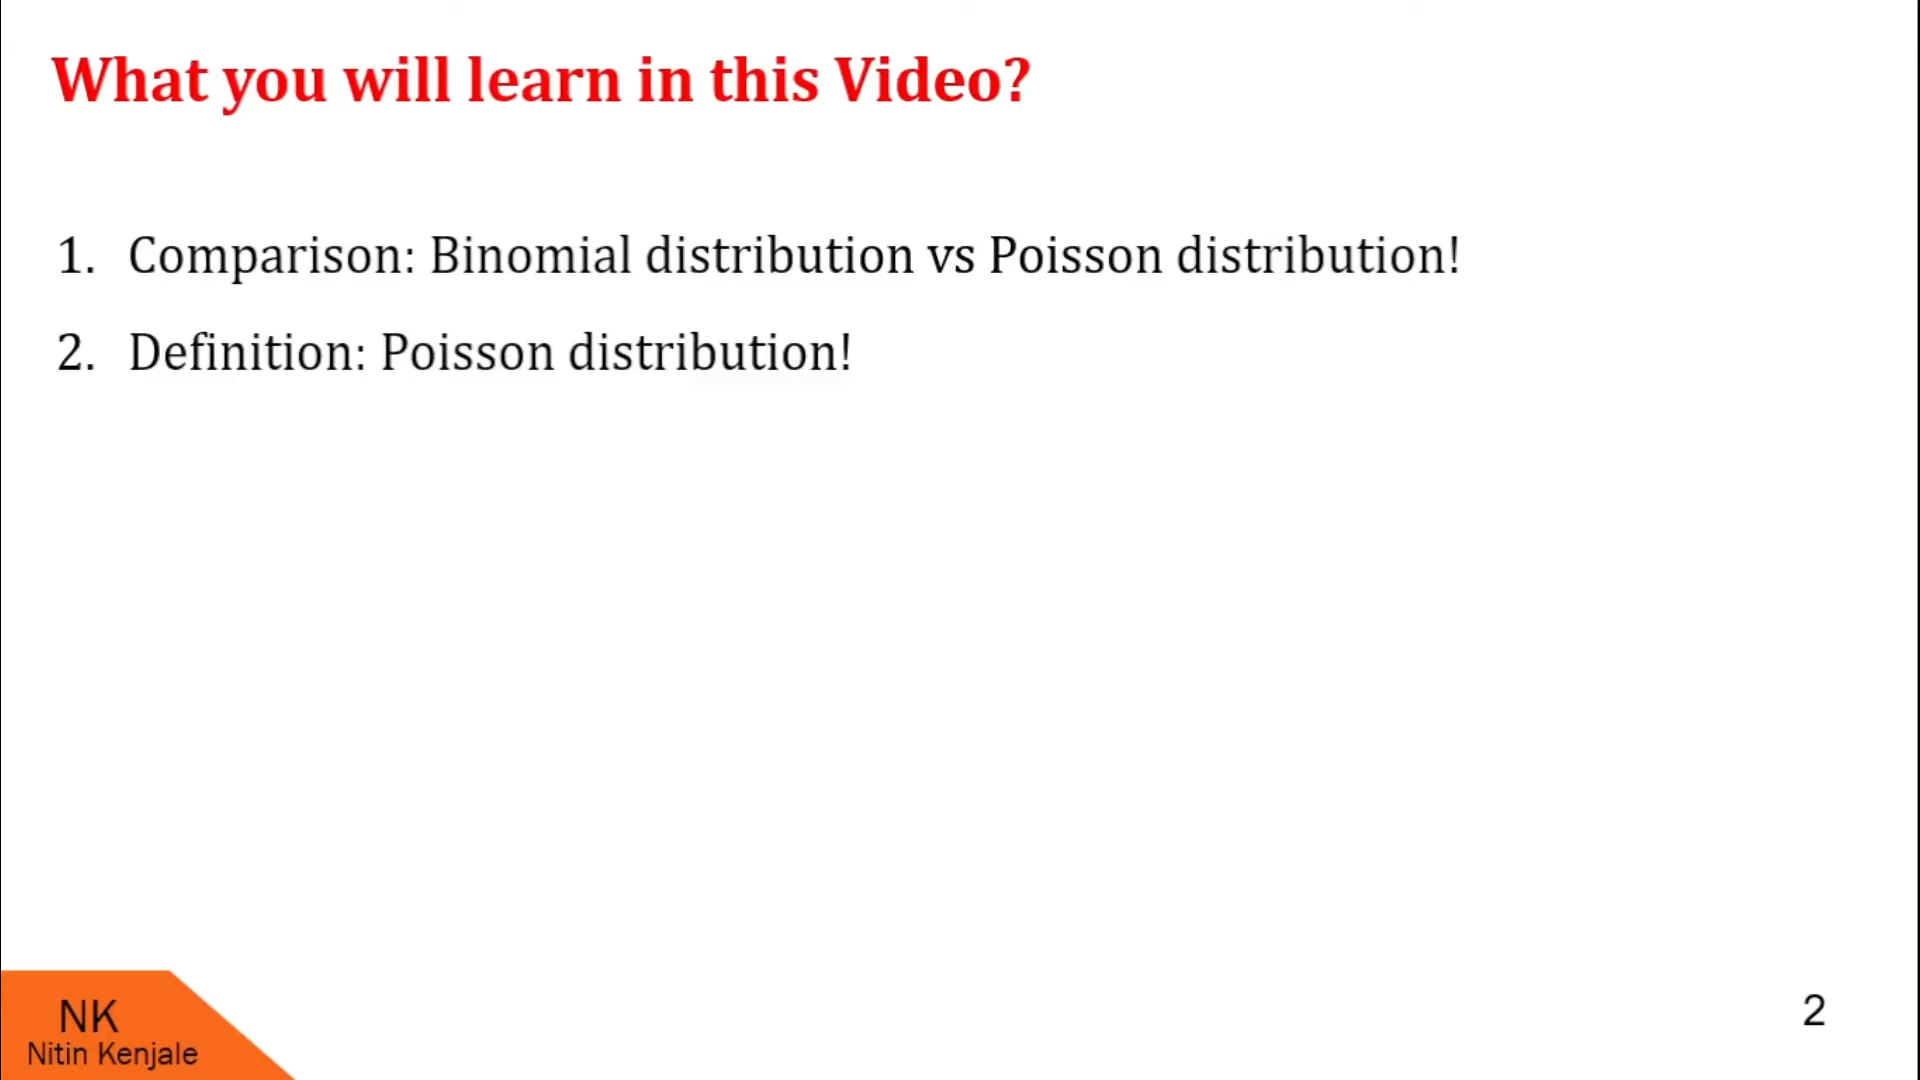 What you will learn in this Video?
1. Comparison: Binomial distribution vs Poisson distribution!
2. Definition: Poisson distribution!
NK
Nitin Kenjale
2